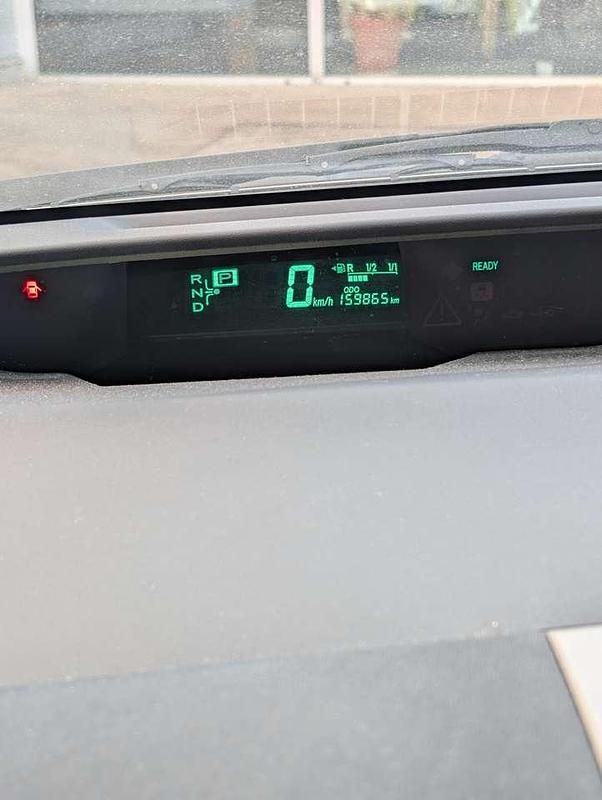 R P
N
D
0 km/h
R 1/2 1/1
ODO
159865 km
READY